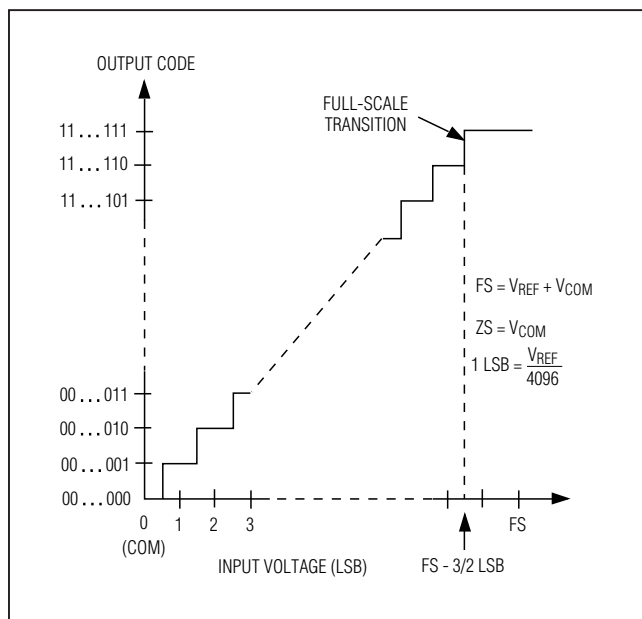 OUTPUT CODE
FULL-SCALE
TRANSITION
11...111
11...110
11...101
FS = VREF + VCOM
ZS = VCOM
1 LSB = VREF
4096
00...011
00...010
00...001
00...000
0 1 2 3 FS
(COM)
INPUT VOLTAGE (LSB)
FS - 3/2 LSB